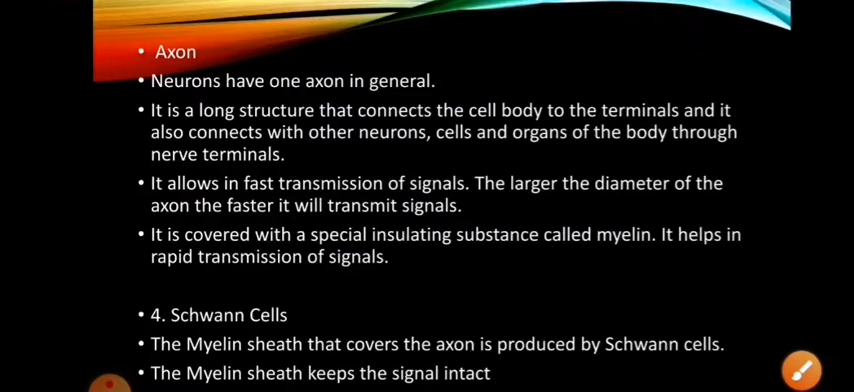 • Axon
• Neurons have one axon in general.
• It is a long structure that connects the cell body to the terminals and it
also connects with other neurons, cells and organs of the body through
nerve terminals.
• It allows in fast transmission of signals. The larger the diameter of the
axon the faster it will transmit signals.
• It is covered with a special insulating substance called myelin. It helps in
rapid transmission of signals.
• 4. Schwann Cells
• The Myelin sheath that covers the axon is produced by Schwann cells.
• The Myelin sheath keeps the signal intact